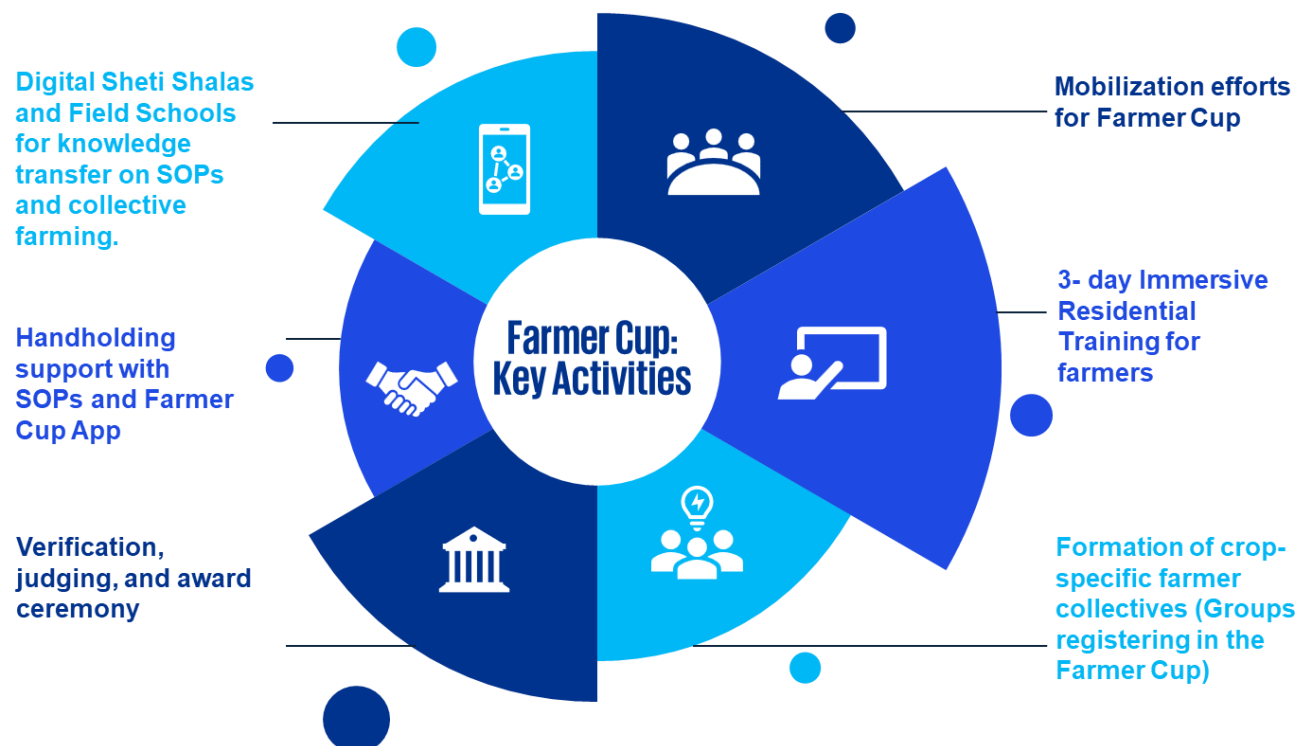 Digital Sheti Shalas
and Field Schools
for knowledge
transfer on SOPs
and collective
farming.
Mobilization efforts
for Farmer Cup
Farmer Cup:
Key Activities
3- day Immersive
Residential
Training for
farmers
Handholding
support with
SOPs and Farmer
Cup App
Verification,
judging, and award
ceremony
Formation of crop-
specific farmer
collectives (Groups
registering in the
Farmer Cup)